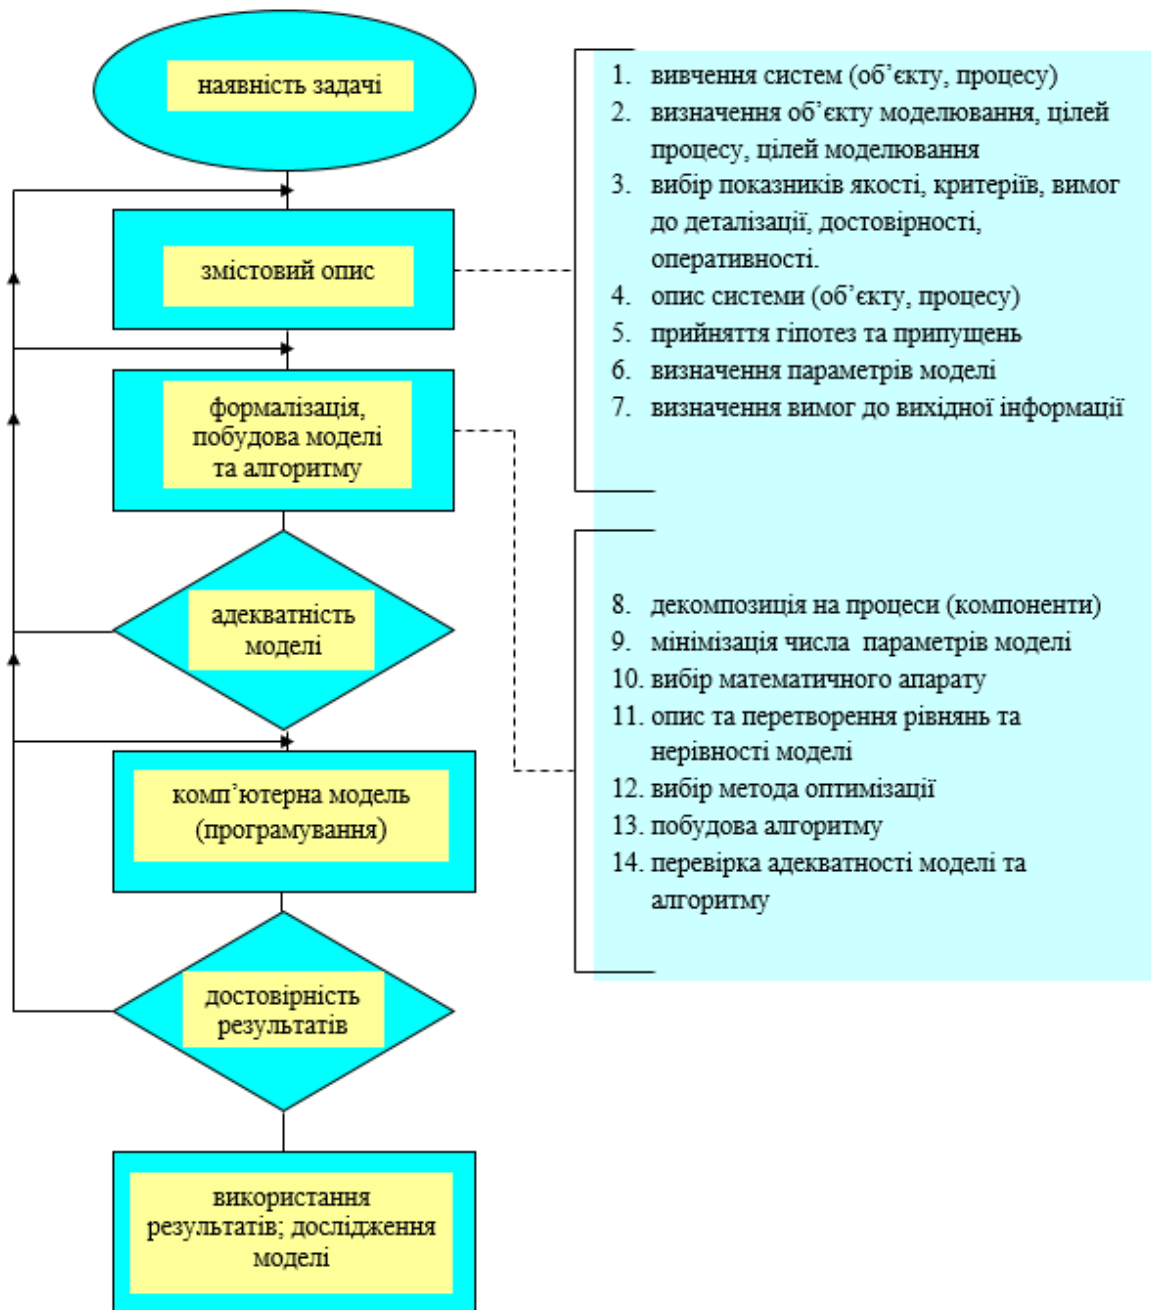 наявність задачі
змістовий опис
формалізація,
побудова моделі
та алгоритму
адекватність
моделі
комп’ютерна модель
(програмування)
достовірність
результатів
використання
результатів; дослідження
моделі
1. вивчення систем (об’єкту, процесу)
2. визначення об’єкту моделювання, цілей
процесу, цілей моделювання
3. вибір показників якості, критеріїв, вимог
до деталізації, достовірності,
оперативності.
4. опис системи (об’єкту, процесу)
5. прийняття гіпотез та припущень
6. визначення параметрів моделі
7. визначення вимог до вихідної інформації
8. декомпозиція на процеси (компоненти)
9. мінімізація числа параметрів моделі
10. вибір математичного апарату
11. опис та перетворення рівнянь та
нерівності моделі
12. вибір метода оптимізації
13. побудова алгоритму
14. перевірка адекватності моделі та
алгоритму